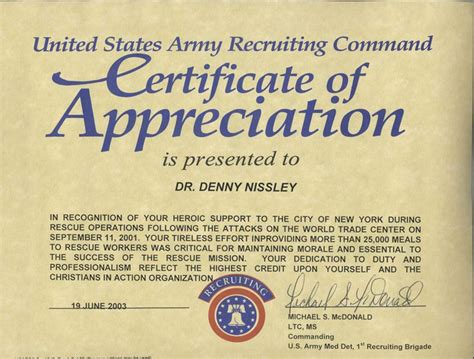 United States Army Recruiting Command
Certificate of
Appreciation
is presented to
DR. DENNY NISSLEY
IN RECOGNITION OF YOUR HEROIC SUPPORT TO THE CITY OF NEW YORK DURING
RESCUE OPERATIONS FOLLOWING THE ATTACKS ON THE WORLD TRADE CENTER ON
SEPTEMBER 11, 2001. YOUR TIRELESS EFFORT INPROVIDING MORE THAN 25,000 MEALS
TO RESCUE WORKERS WAS CRITICAL FOR MAINTAINING MORALE AND ESSENTIAL
TO THE SUCCESS OF THE RESCUE MISSION. YOUR DEDICATION TO DUTY AND
PROFESSIONALISM REFLECT THE HIGHEST CREDIT UPON YOURSELF AND THE
CHRISTIANS IN ACTION ORGANIZATION.
19 JUNE 2003
RECRUITING
Michael S McDonald
MICHAEL S. McDONALD
LTC, MS
Commanding
U.S. Army Med Det, 1st Recruiting Brigade